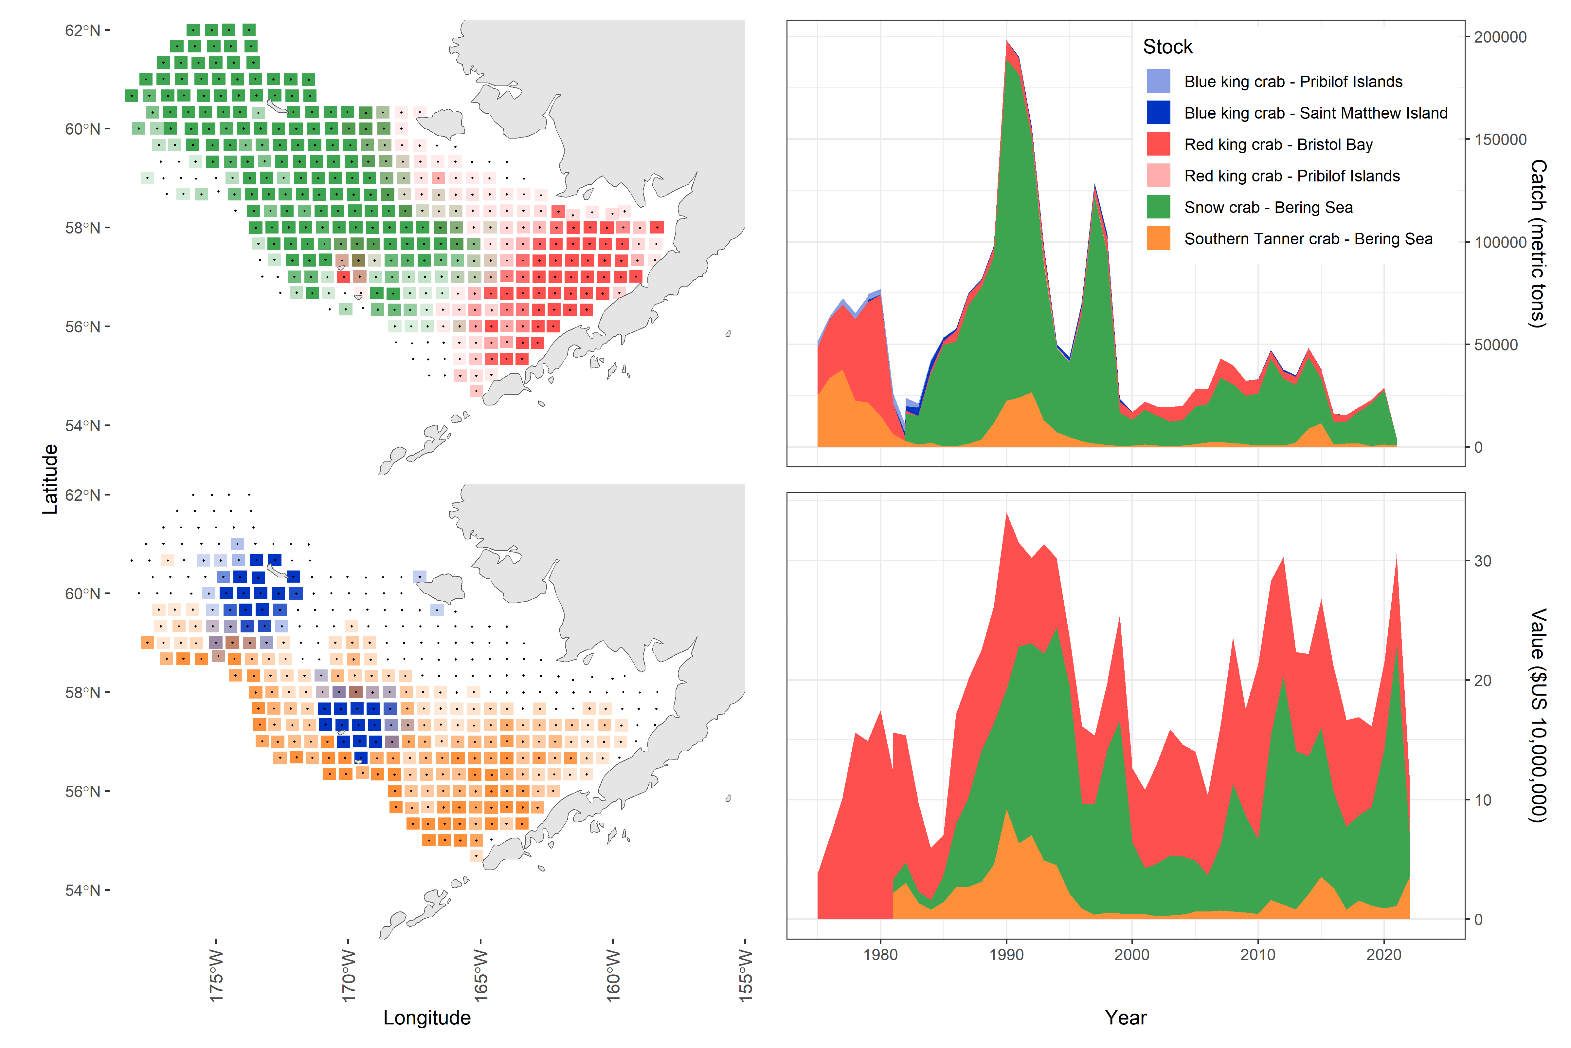 62°N
60°N
58°N
56°N
54°N
Latitude
62°N
60°N
58°N
56°N
54°N
175°W
170°W
165°W
160°W
155°W
Longitude
Stock
Blue king crab - Pribilof Islands
Blue king crab - Saint Matthew Island
Red king crab - Bristol Bay
Red king crab - Pribilof Islands
Snow crab - Bering Sea
Southern Tanner crab - Bering Sea
200000
150000
100000
50000
0
Catch (metric tons)
30
20
10
0
Value ($US 10,000,000)
1980
1990
2000
2010
2020
Year